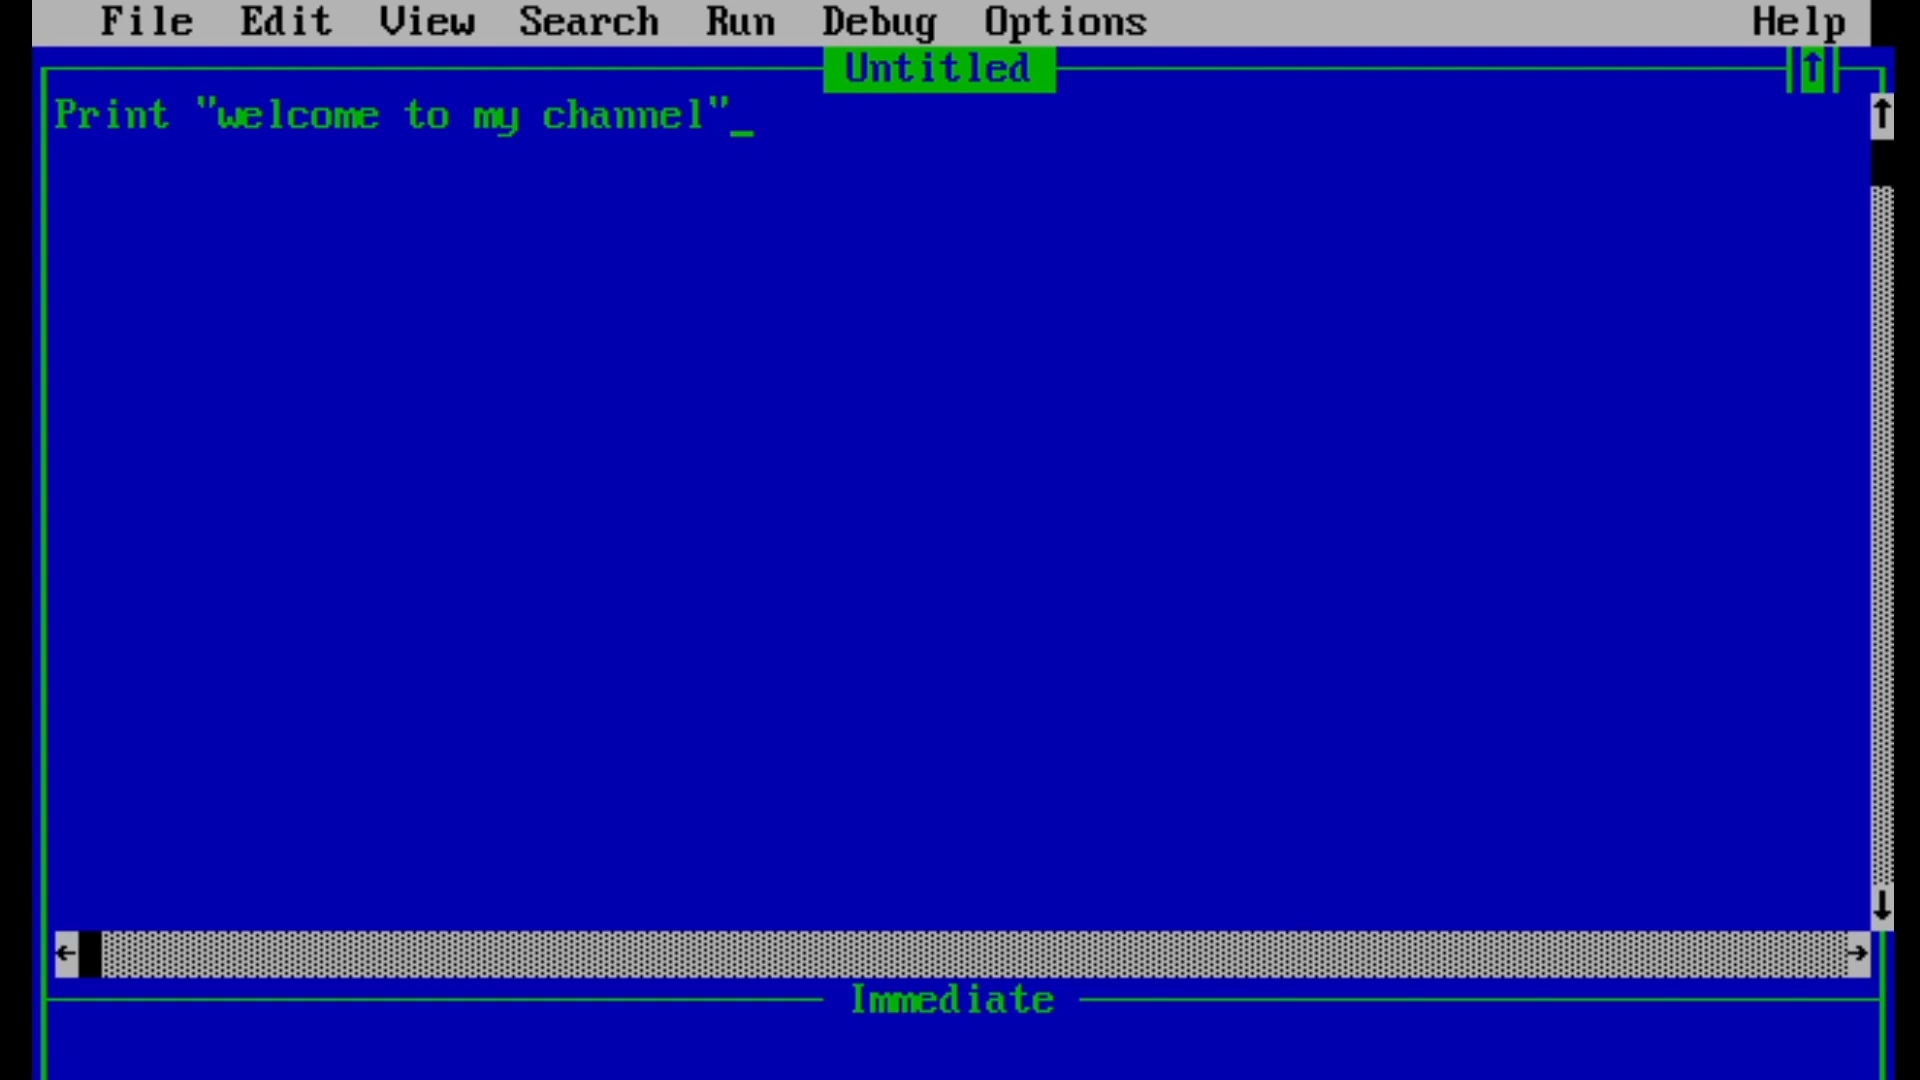 File Edit View Search Run Debug Options Help
Untitled
Print "welcome to my channel"_
Immediate